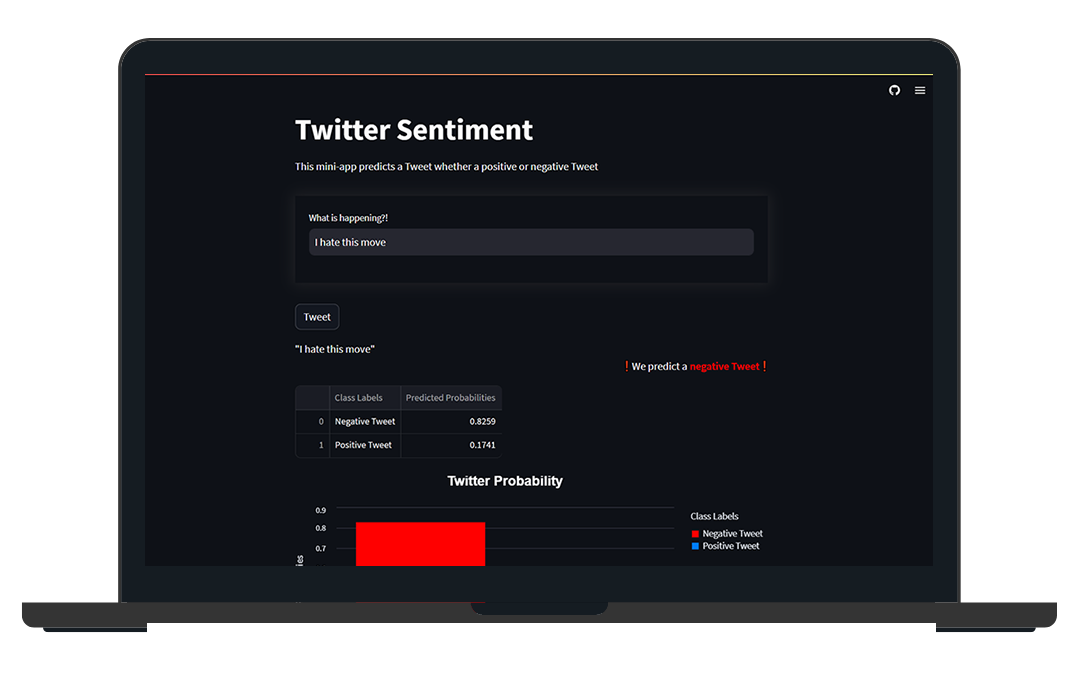 Twitter Sentiment
This mini-app predicts a Tweet whether a positive or negative Tweet
What is happening?!
I hate this move
Tweet
"I hate this move"
❗We predict a negative Tweet❗
Class Labels Predicted Probabilities
0 Negative Tweet 0.8259
1 Positive Tweet 0.1741
Twitter Probability
0.9
0.8
0.7
Class Labels
Negative Tweet
Positive Tweet